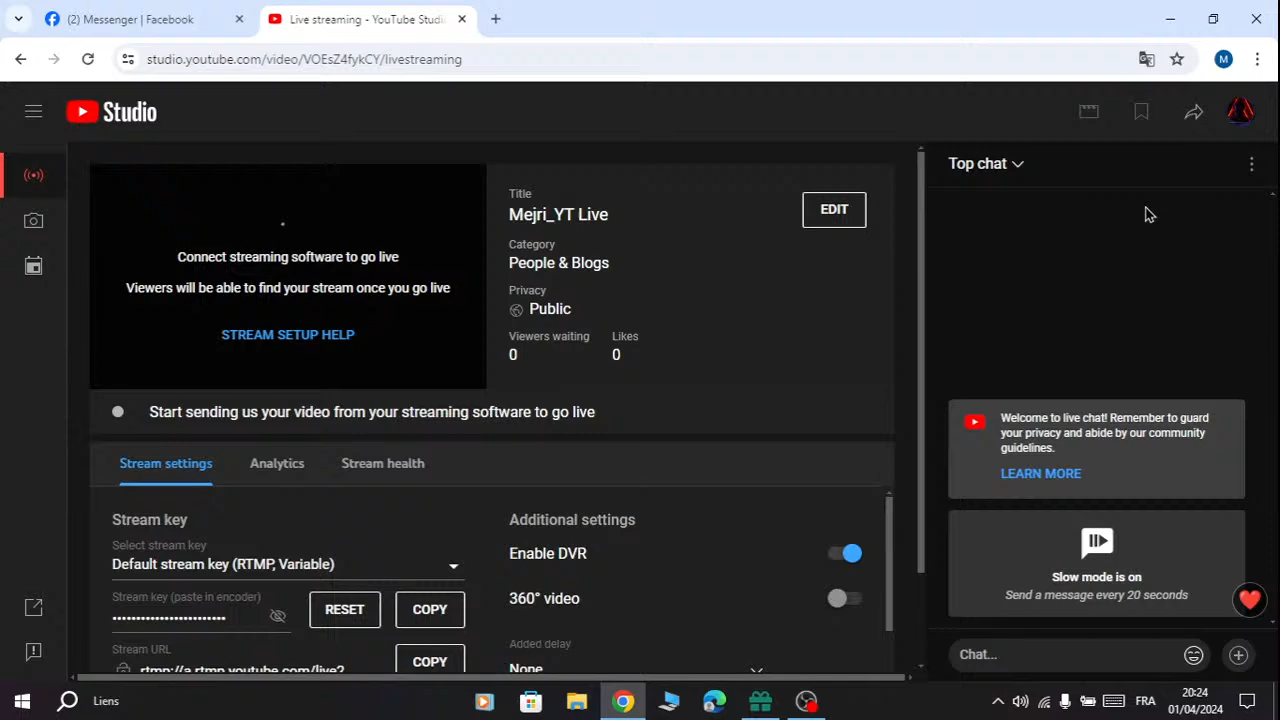 (2) Messenger | Facebook
Live streaming - YouTube Studio
studio.youtube.com/video/VOEsZ4fykCY/livestreaming
M
Studio
Top chat
Connect streaming software to go live
Viewers will be able to find your stream once you go live
STREAM SETUP HELP
Title
Mejri_YT Live
EDIT
Category
People & Blogs
Privacy
Public
Viewers waiting
Likes
0
0
Start sending us your video from your streaming software to go live
Stream settings
Analytics
Stream health
Stream key
Select stream key
Default stream key (RTMP, Variable)
Stream key (paste in encoder)
••••••••••••••••••••••••
RESET
COPY
Stream URL
rtmp://a.rtmp.youtube.com/live2
COPY
Additional settings
Enable DVR
360° video
Added delay
None
Welcome to live chat! Remember to guard
your privacy and abide by our community
guidelines.
LEARN MORE
Slow mode is on
Send a message every 20 seconds
Chat...
Liens
FRA
20:24
01/04/2024